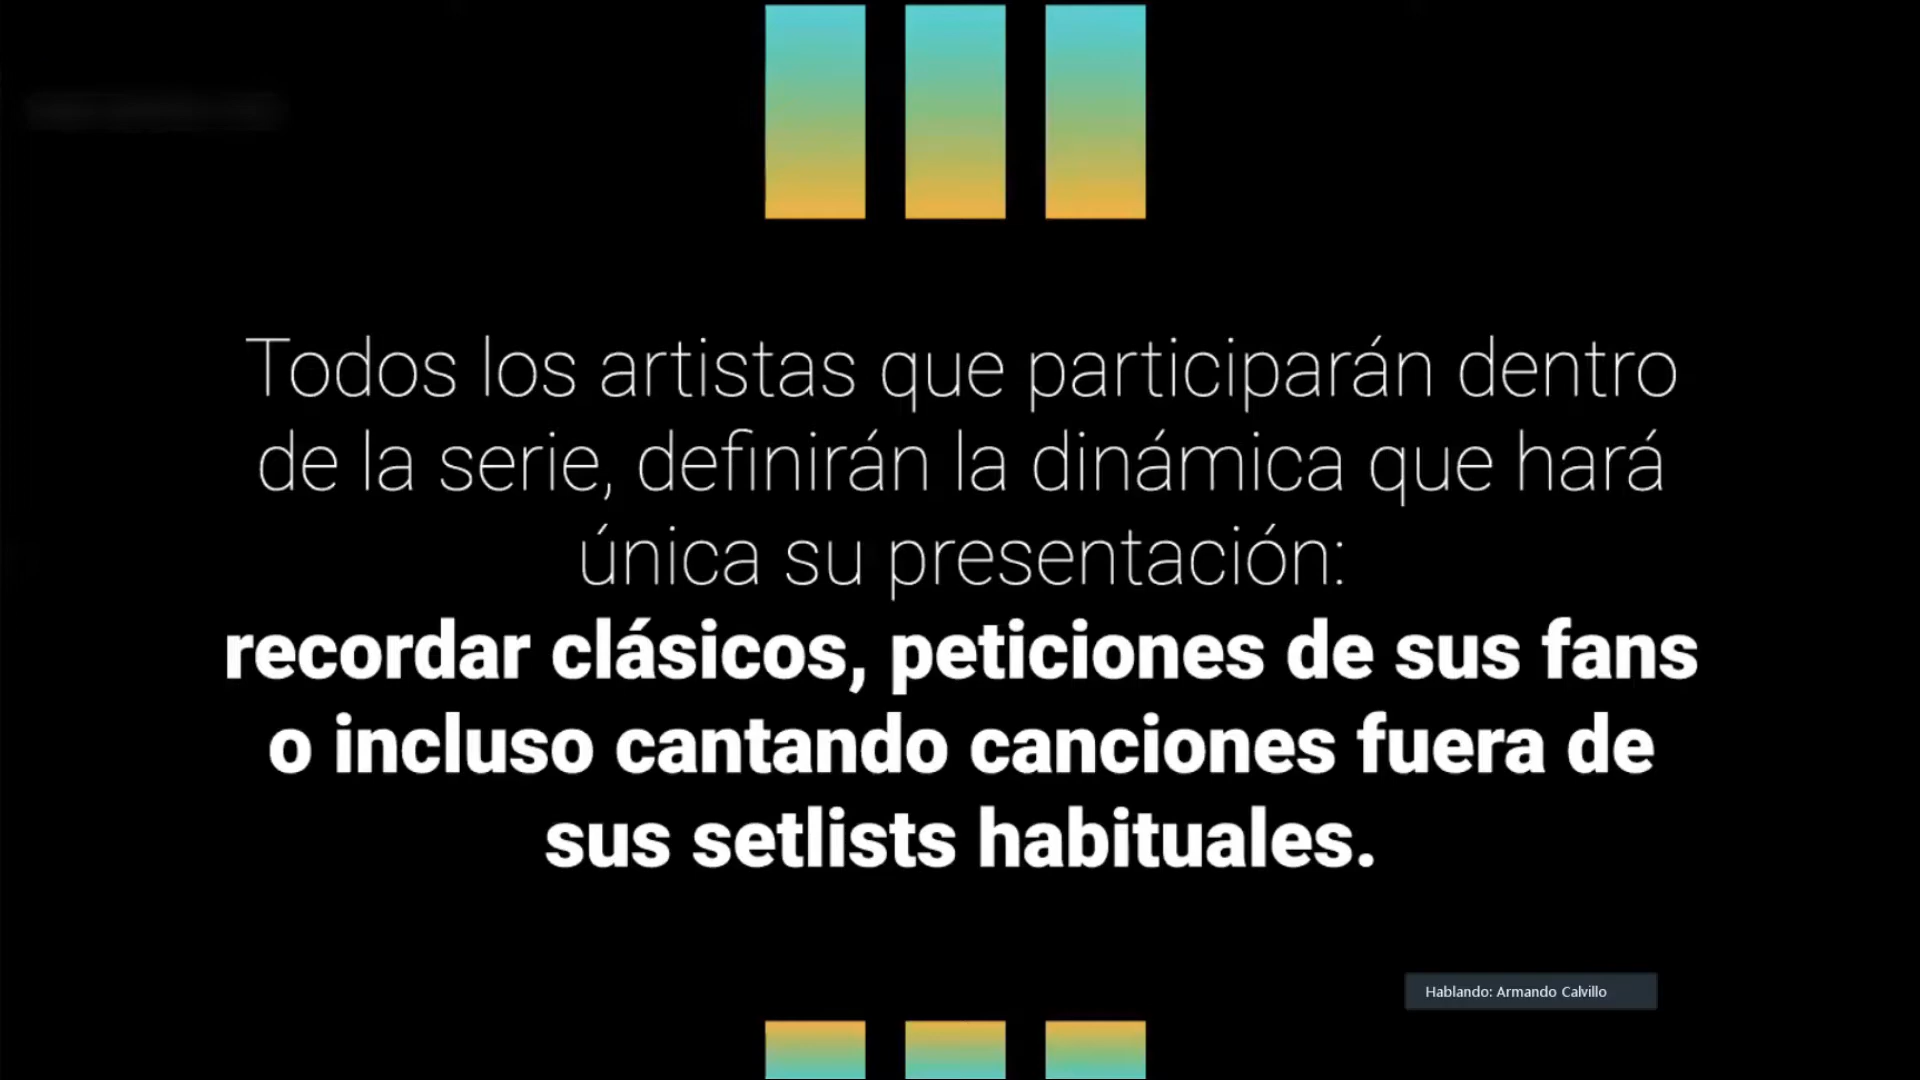 Todos los artistas que participarán dentro
de la serie, definirán la dinámica que hará
única su presentación:
recordar clásicos, peticiones de sus fans
o incluso cantando canciones fuera de
sus setlists habituales.
Hablando: Armando Calvillo